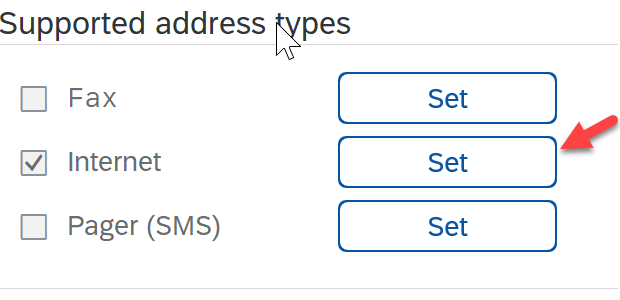 Supported address types
Fax Set
Internet Set
Pager (SMS) Set